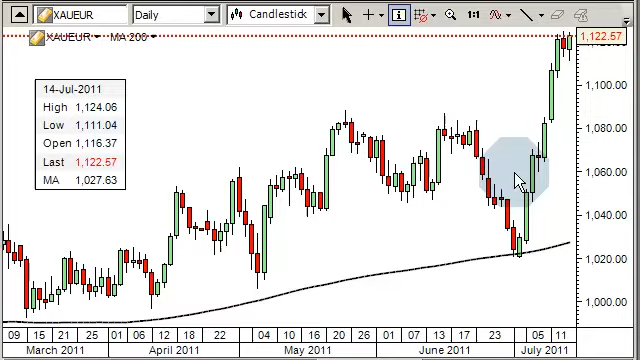 XAUEUR Daily Candlestick 1:1
XAUEUR MA 200
14-Jul-2011
High 1,124.06
Low 1,111.04
Open 1,116.37
Last 1,122.57
MA 1,027.63
1,122.57
1,100.00
1,080.00
1,060.00
1,040.00
1,020.00
1,000.00
09 15 21 25 01 06 12 18 22 04 10 16 20 26 01 07 13 17 23 05 11
March 2011 April 2011 May 2011 June 2011 July 2011